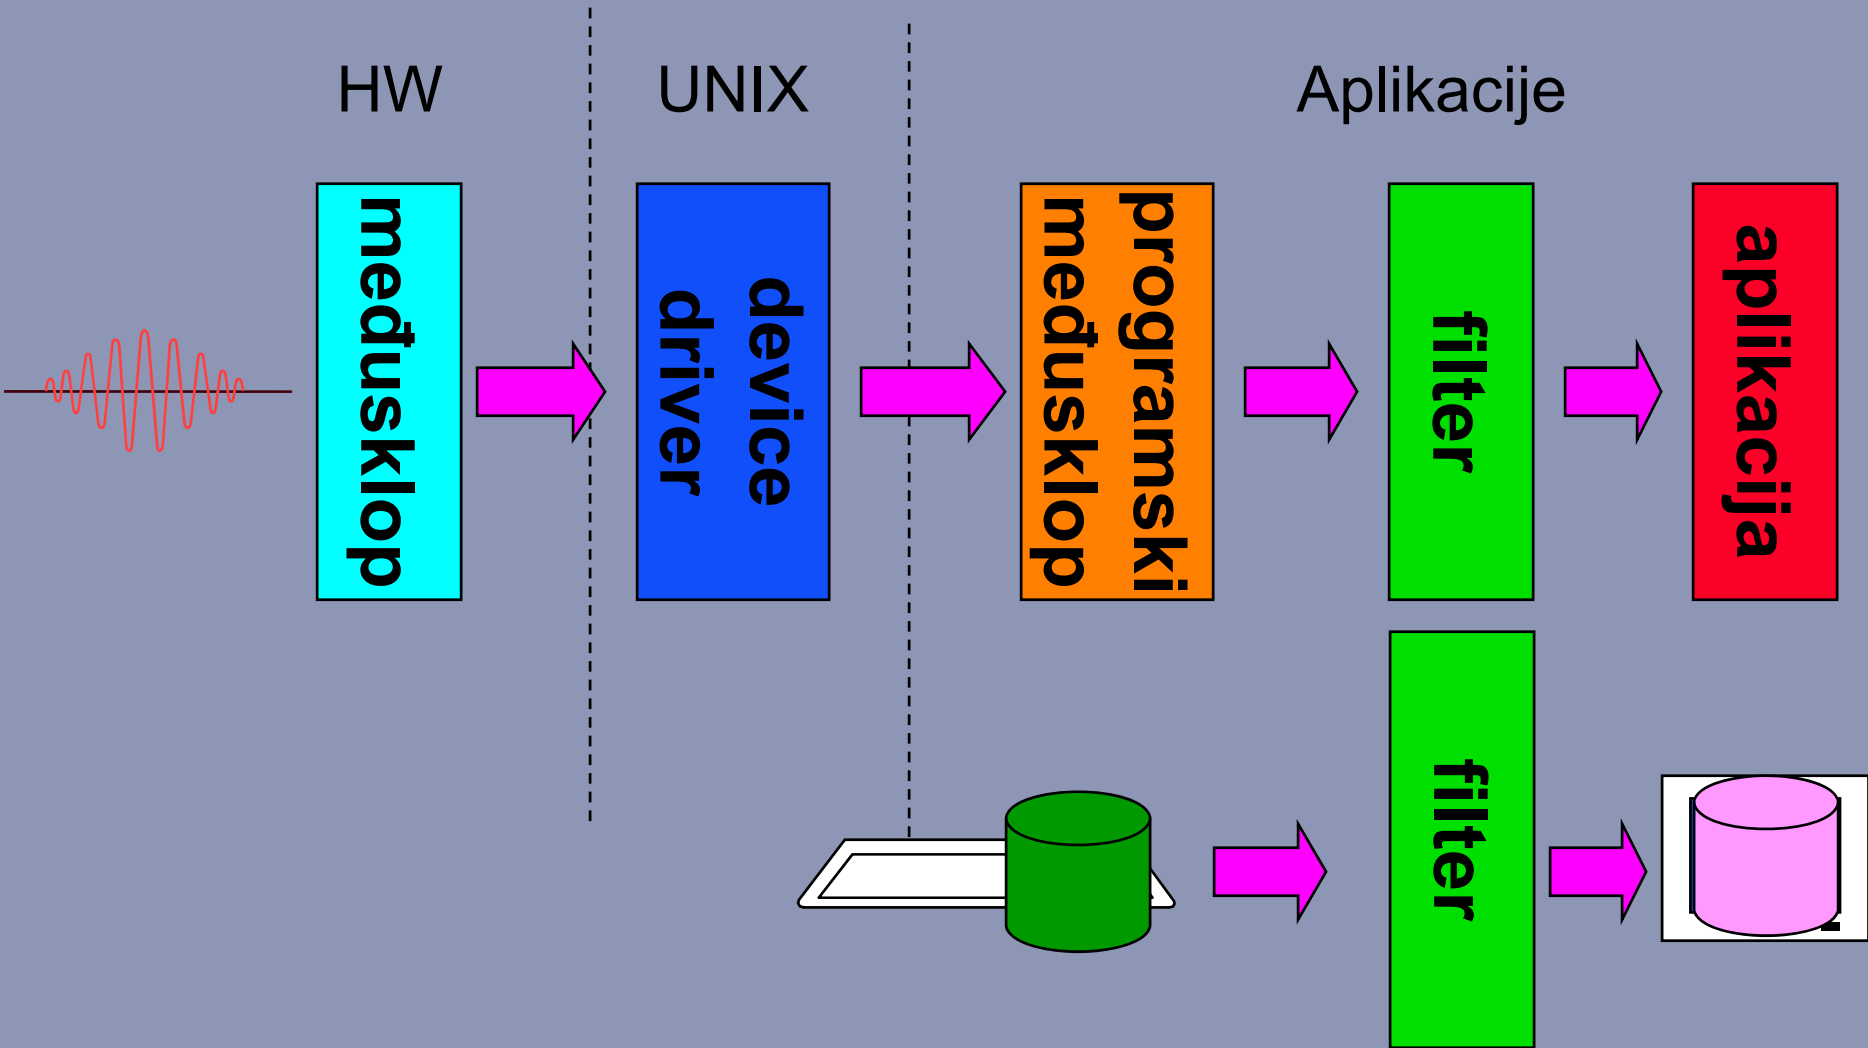 HW
UNIX
Aplikacije
međusklop
device
driver
programski
međusklop
filter
aplikacija
filter